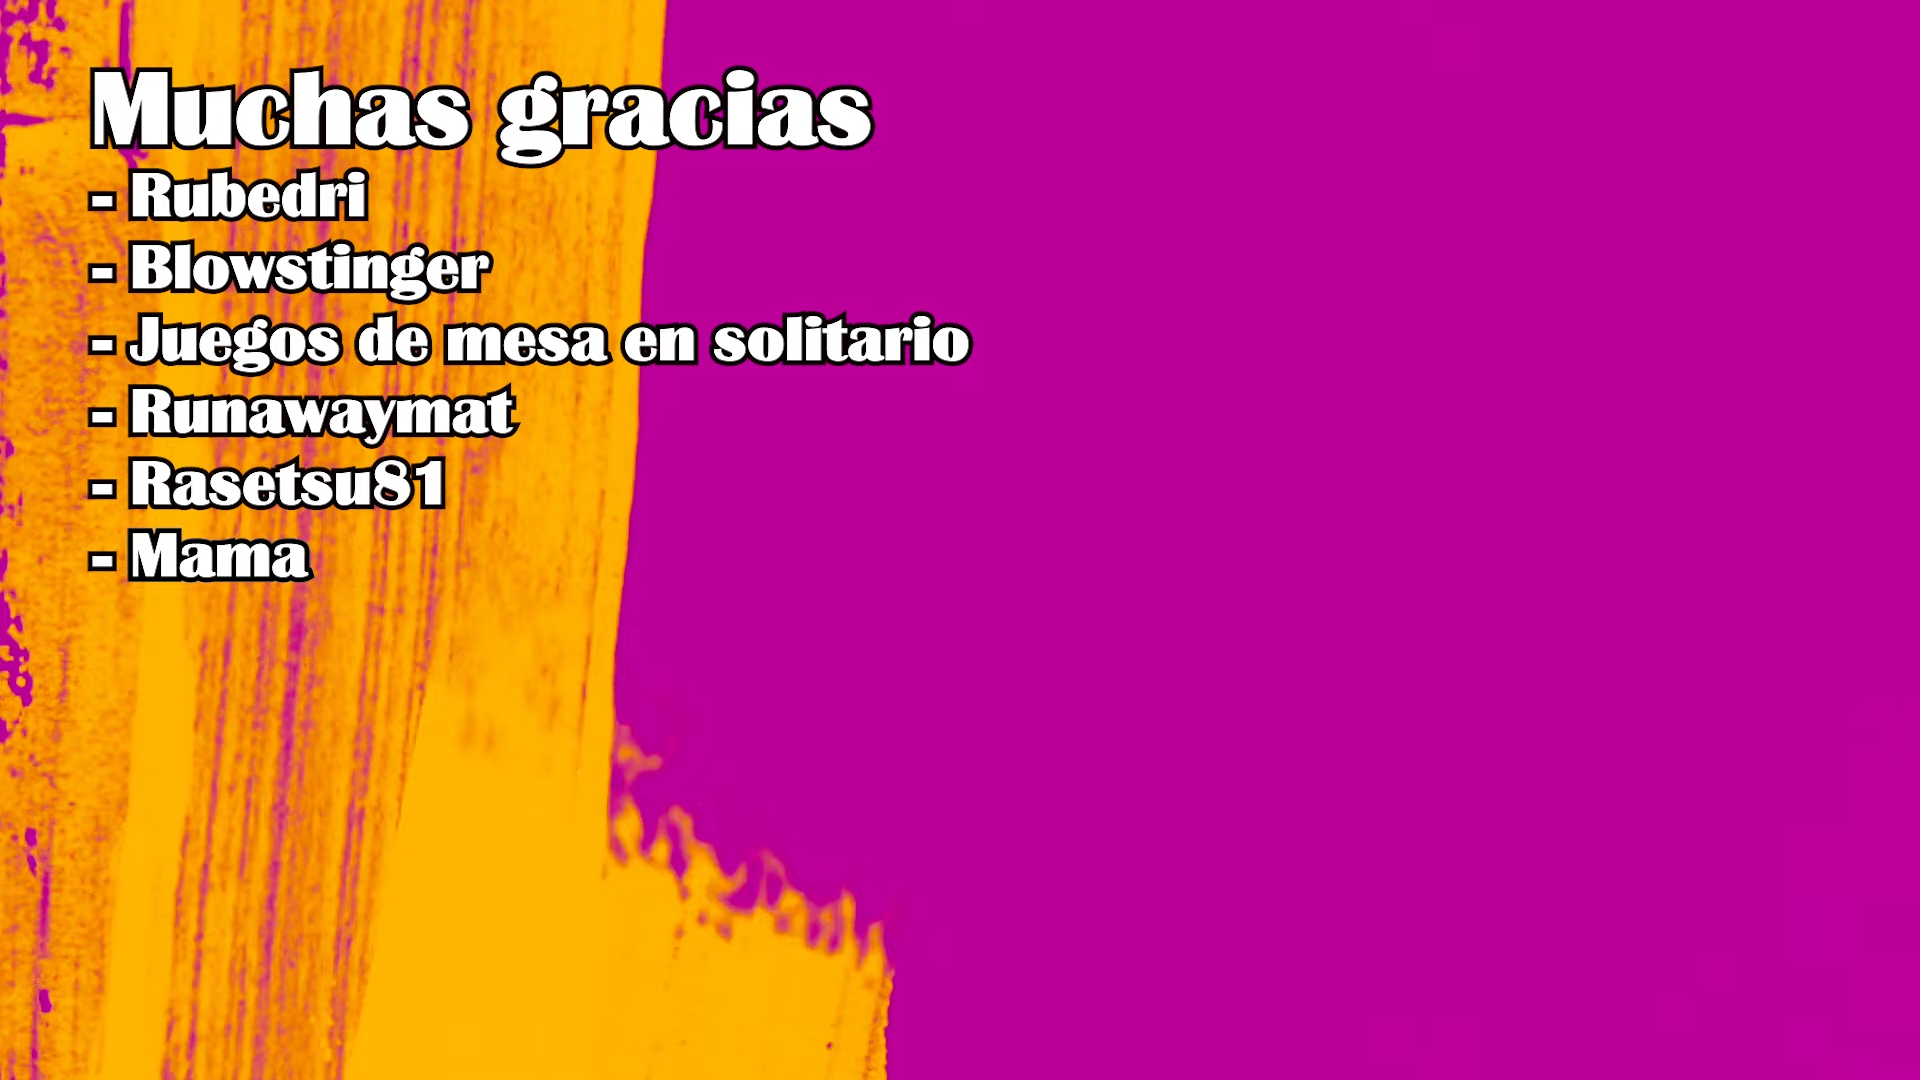 Muchas gracias
- Rubedri
- Blowstinger
- Juegos de mesa en solitario
- Runawaymat
- Rasetsu81
- Mama